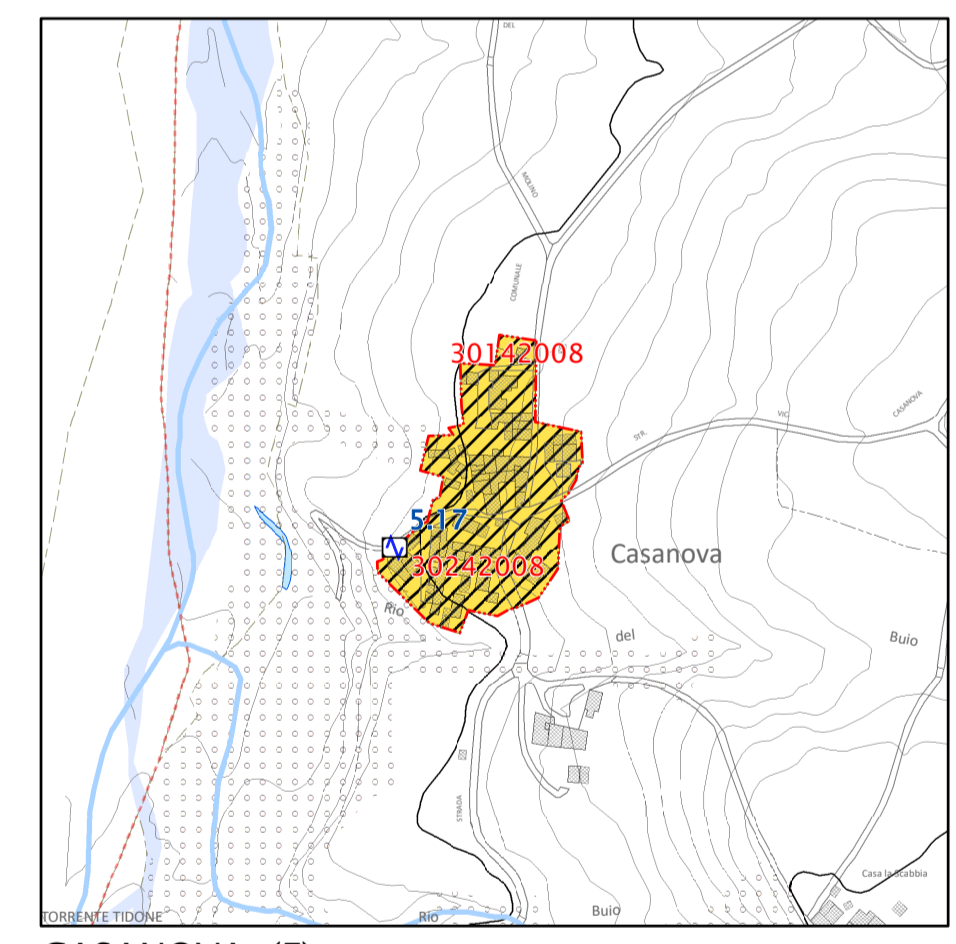 DEL
MOLINO
COMUNALE
30142008
STR.
VIC.
CASANOVA
5.17
30242008
Casanova
Rio
del
Buio
STRADA
Casa la Scabbia
TORRENTE TIDONE
Rio
Buio